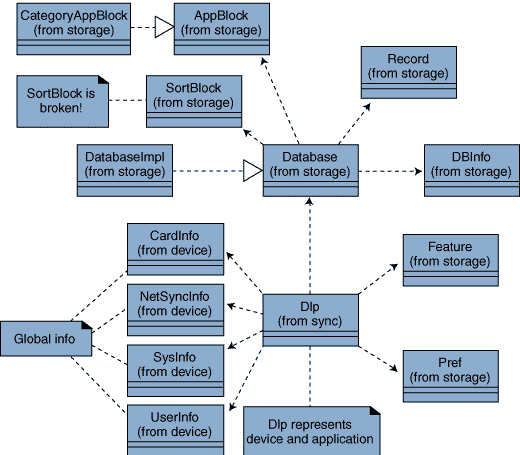 CategoryAppBlock
(from storage)
AppBlock
(from storage)
Record
(from storage)
SortBlock is
broken!
SortBlock
(from storage)
DatabaseImpl
(from storage)
Database
(from storage)
DBInfo
(from storage)
CardInfo
(from device)
Feature
(from storage)
NetSyncInfo
(from device)
Dlp
(from sync)
Global info
SysInfo
(from device)
Pref
(from storage)
UserInfo
(from device)
Dlp represents
device and application